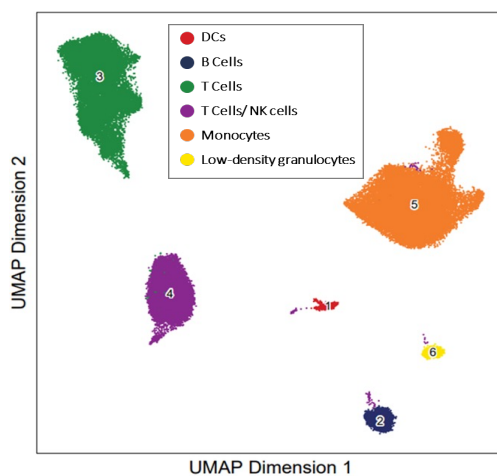 DCs
B Cells
T Cells
T Cells/ NK cells
Monocytes
Low-density granulocytes
3
5
4
1
6
2
UMAP Dimension 2
UMAP Dimension 1